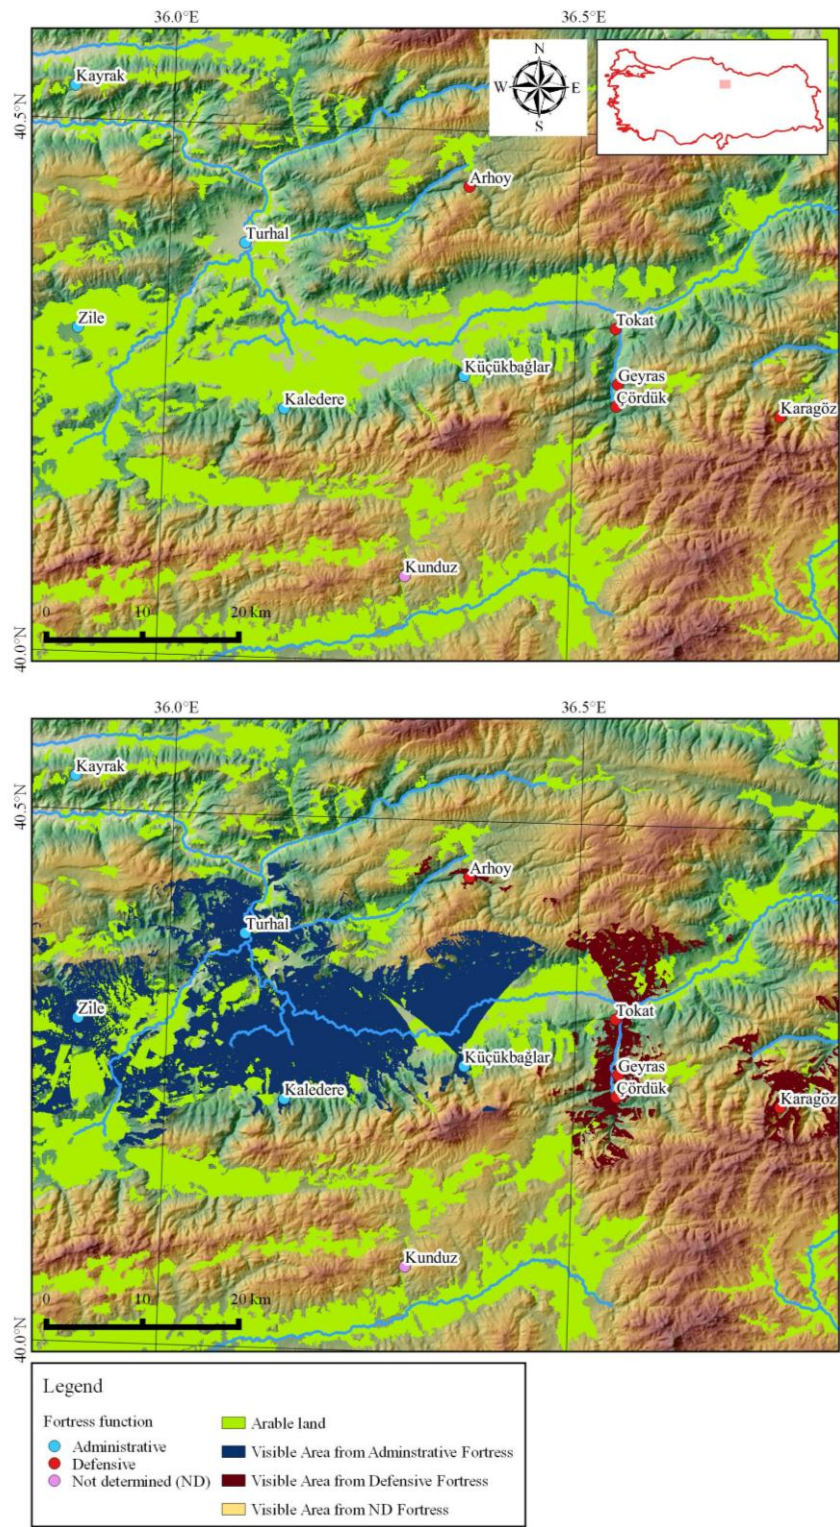 36.0°E 36.5°E
N
W E
S
Kayrak
40.5°N
Arhoy
Turhal
Zile
Tokat
Küçükbağlar
Geyras
Kaledere
Çördük
Karagöz
Kunduz
0 10 20 km
40.0°N
36.0°E 36.5°E
Kayrak
40.5°N
Arhoy
Turhal
Zile
Tokat
Küçükbağlar
Geyras
Kaledere
Çördük
Karagöz
Kunduz
0 10 20 km
40.0°N
Legend
Fortress function
Administrative
Defensive
Not determined (ND)
Arable land
Visible Area from Adminstrative Fortress
Visible Area from Defensive Fortress
Visible Area from ND Fortress